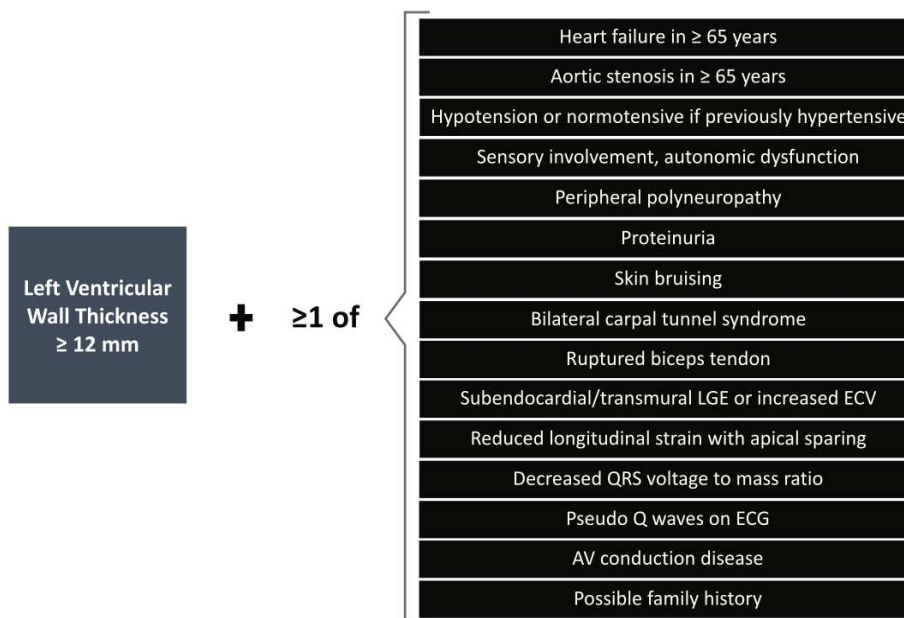 Left Ventricular
Wall Thickness
≥ 12 mm
+
≥1 of
Heart failure in ≥ 65 years
Aortic stenosis in ≥ 65 years
Hypotension or normotensive if previously hypertensive
Sensory involvement, autonomic dysfunction
Peripheral polyneuropathy
Proteinuria
Skin bruising
Bilateral carpal tunnel syndrome
Ruptured biceps tendon
Subendocardial/transmural LGE or increased ECV
Reduced longitudinal strain with apical sparing
Decreased QRS voltage to mass ratio
Pseudo Q waves on ECG
AV conduction disease
Possible family history